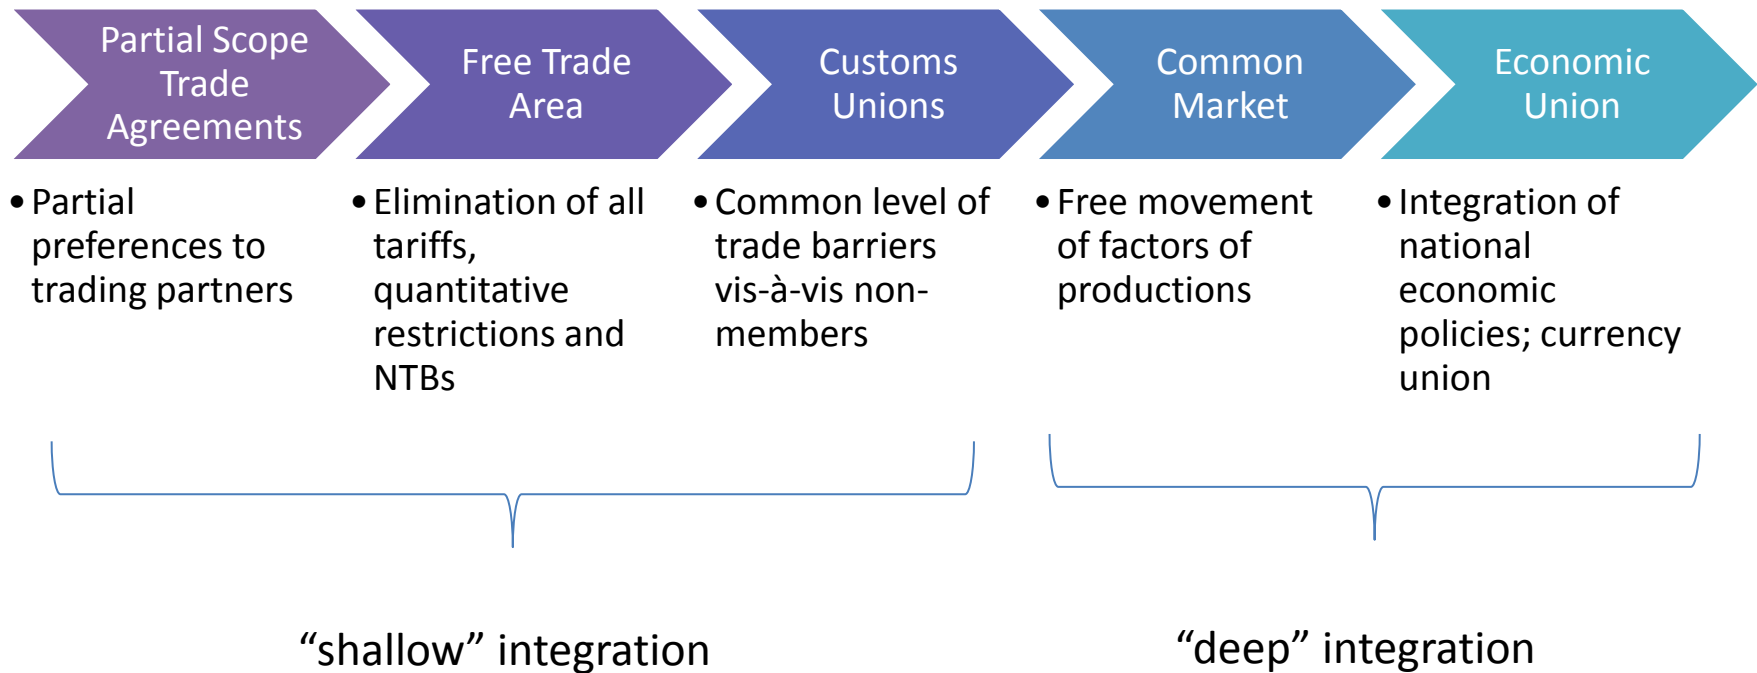 Partial Scope
Trade
Agreements
Free Trade
Area
Customs
Unions
Common
Market
Economic
Union
• Partial
preferences to
trading partners
• Elimination of all
tariffs,
quantitative
restrictions and
NTBs
• Common level of
trade barriers
vis-à-vis non-
members
• Free movement
of factors of
productions
• Integration of
national
economic
policies; currency
union
“shallow” integration
“deep” integration